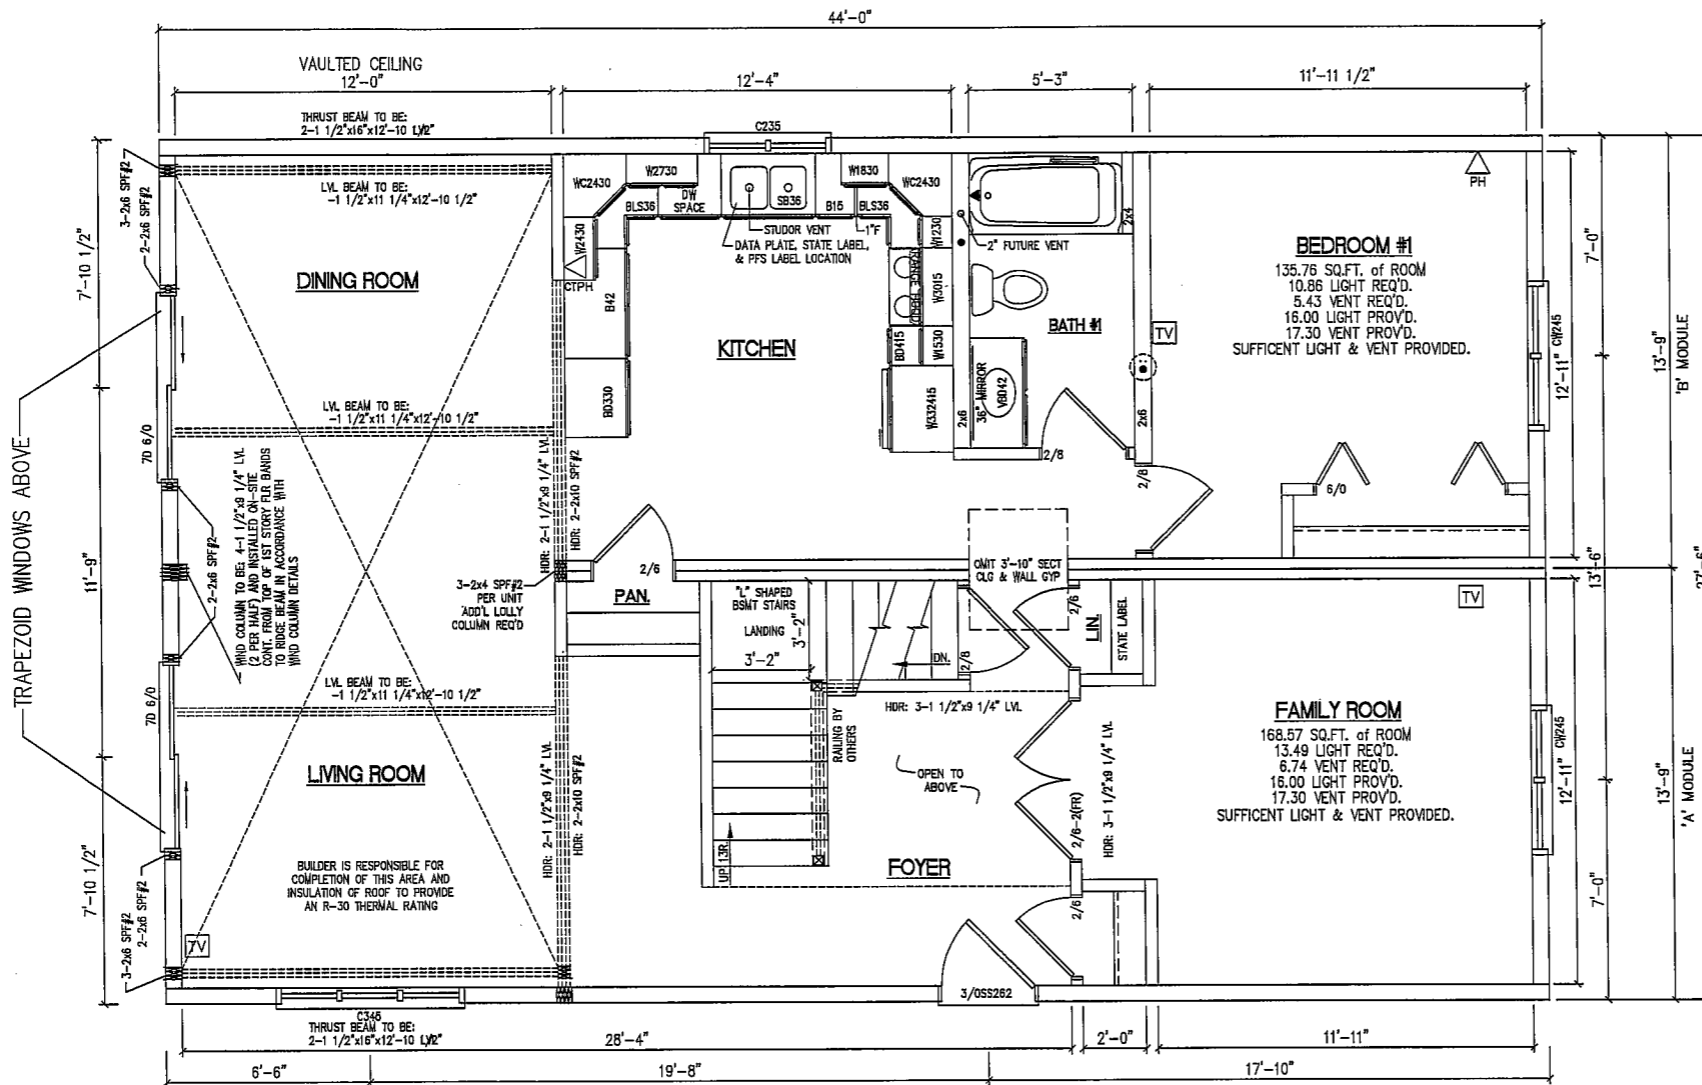 44'-0"
VAULTED CEILING
12'-0"
12'-4"
5'-3"
11'-11 1/2"
THRUST BEAM TO BE:
2-1 1/2"x16"x12'-10 1/2"
C235
3-2x6 SPF#2
2-2x6 SPF#2
LVL BEAM TO BE:
-1 1/2"x11 1/4"x12'-10 1/2"
WC2430
W2730
BLS36
DW
SPACE
SB36
B15
W1830
BLS36
WC2430
1"F
W2430
W1230
STUDOR VENT
DATA PLATE, STATE LABEL,
& PFS LABEL LOCATION
2" FUTURE VENT
2x4
PH
7'-10 1/2"
DINING ROOM
CTPH
B42
RANGE
W3015
BD415
W1530
KITCHEN
BATH #1
TV
BEDROOM #1
135.76 SQ.FT. of ROOM
10.86 LIGHT REQ'D.
5.43 VENT REQ'D.
16.00 LIGHT PROV'D.
17.30 VENT PROV'D.
SUFFICENT LIGHT & VENT PROVIDED.
7'-0"
CW245
12'-11"
13'-9"
'B' MODULE
BD330
W332415
36" MIRROR
VBD42
2x6
2x6
TRAPEZOID WINDOWS ABOVE
LVL BEAM TO BE:
-1 1/2"x11 1/4"x12'-10 1/2"
7D 6/0
2/8
2/8
6/0
WIND COLUMN TO BE: 4-1 1/2"x9 1/4" LVL
(2 PER HALF) AND INSTALLED ON-SITE
CONT. FROM TOP OF 1ST STORY FLR BANDS
TO RIDGE BEAM IN ACCORDANCE WITH
WIND COLUMN DETAILS
2-2x6 SPF#2
HDR: 2-1 1/2"x9 1/4" LVL
HDR: 2-2x10 SPF#2
11'-9"
3-2x4 SPF#2
PER UNIT
ADD'L LOLLY
COLUMN REQ'D
2/6
PAN.
"L" SHAPED
BSMT STAIRS
LANDING
3'-2"
3'-2"
DN.
2/8
OMIT 3'-10" SECT
CLG & WALL GYP
2/6
LIN.
STATE LABEL
TV
13'-6"
27'-6"
LVL BEAM TO BE:
-1 1/2"x11 1/4"x12'-10 1/2"
7D 6/0
HDR: 3-1 1/2"x9 1/4" LVL
RAILING BY
OTHERS
OPEN TO
ABOVE
LIVING ROOM
HDR: 2-1 1/2"x9 1/4" LVL
HDR: 2-2x10 SPF#2
2/6-2(FR)
HDR: 3-1 1/2"x9 1/4" LVL
FAMILY ROOM
168.57 SQ.FT. of ROOM
13.49 LIGHT REQ'D.
6.74 VENT REQ'D.
16.00 LIGHT PROV'D.
17.30 VENT PROV'D.
SUFFICENT LIGHT & VENT PROVIDED.
CW245
12'-11"
13'-9"
'A' MODULE
7'-0"
BUILDER IS RESPONSIBLE FOR
COMPLETION OF THIS AREA AND
INSULATION OF ROOF TO PROVIDE
AN R-30 THERMAL RATING
7'-10 1/2"
2-2x6 SPF#2
3-2x6 SPF#2
TV
UP 13R.
FOYER
2/6
3/0SS262
C346
THRUST BEAM TO BE:
2-1 1/2"x16"x12'-10 1/2"
28'-4"
2'-0"
11'-11"
6'-6"
19'-8"
17'-10"